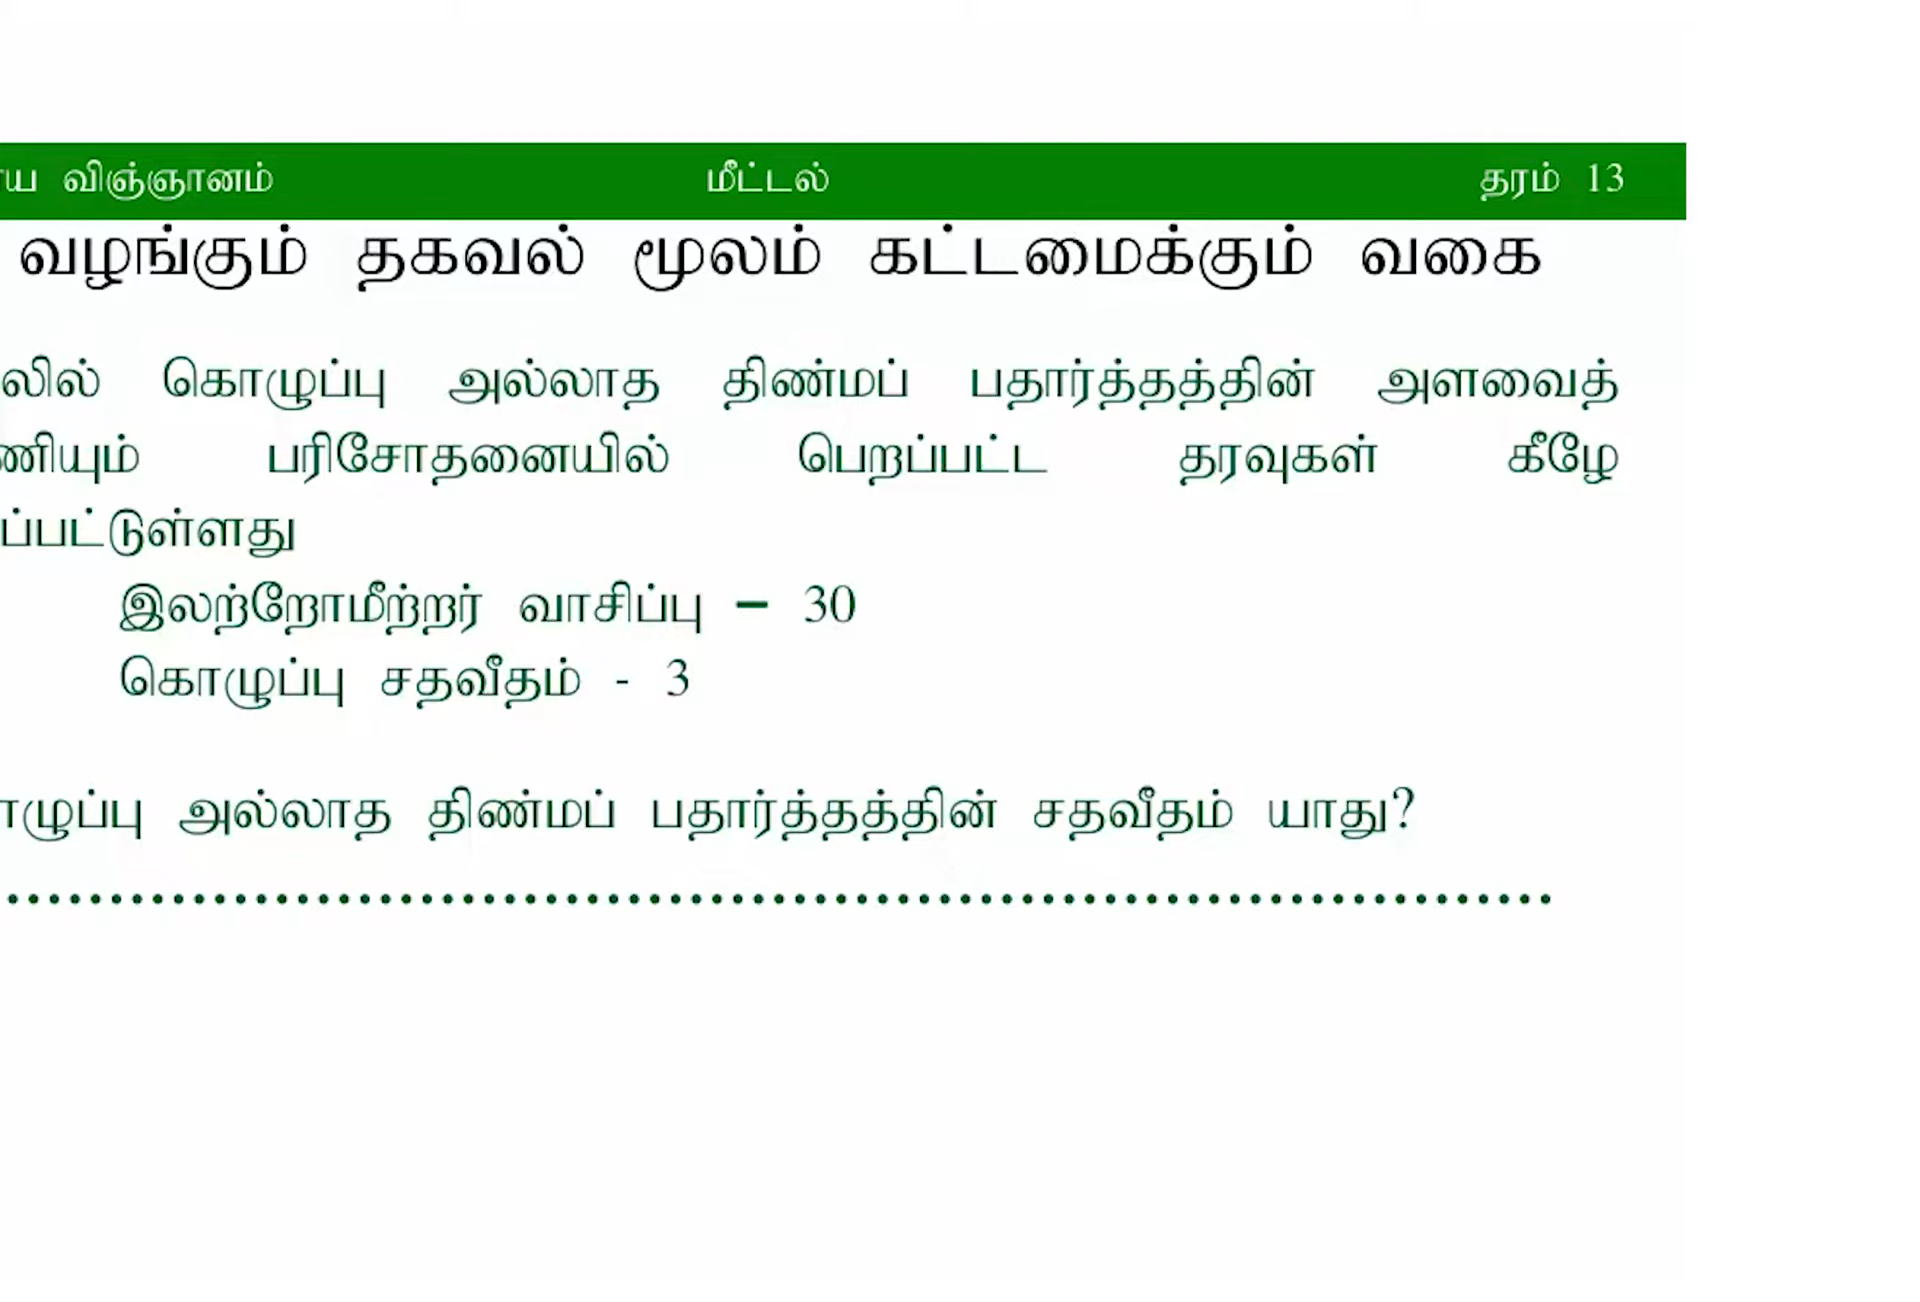 ய விஞ்ஞானம் மீட்டல் தரம் 13
வழங்கும் தகவல் மூலம் கட்டமைக்கும் வகை
லில் கொழுப்பு அல்லாத திண்மப் பதார்த்தத்தின் அளவைத்
ணியும் பரிசோதனையில் பெறப்பட்ட தரவுகள் கீழே
ப்பட்டுள்ளது
இலற்றோமீற்றர் வாசிப்பு – 30
கொழுப்பு சதவீதம் - 3
ாழுப்பு அல்லாத திண்மப் பதார்த்தத்தின் சதவீதம் யாது?